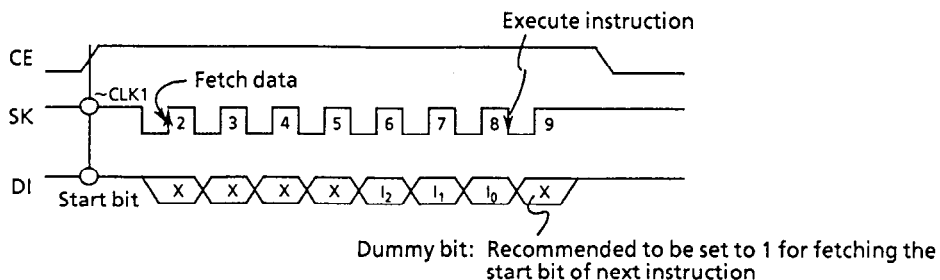 Execute instruction
CE
Fetch data
~CLK1
SK
2 3 4 5 6 7 8 9
DI
Start bit
X X X X I₂ I₁ I₀ X
Dummy bit: Recommended to be set to 1 for fetching the
start bit of next instruction